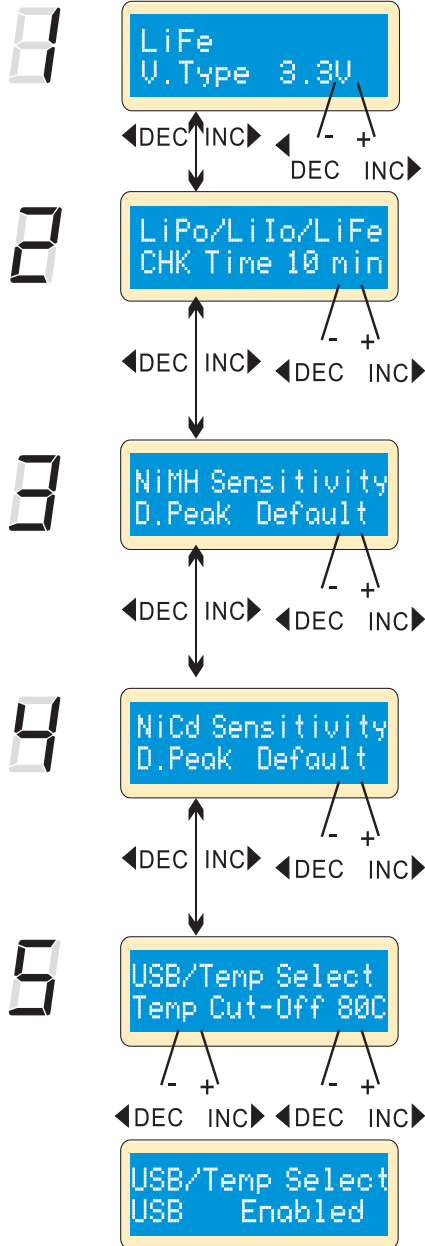 1
LiFe
V.Type 3.3V
◀DEC INC▶ ◀ - +
DEC INC▶
2
LiPo/LiIo/LiFe
CHK Time 10 min
- +
◀DEC INC▶ ◀DEC INC▶
3
NiMH Sensitivity
D.Peak Default
- +
◀DEC INC▶ ◀DEC INC▶
4
NiCd Sensitivity
D.Peak Default
- +
◀DEC INC▶ ◀DEC INC▶
5
USB/Temp Select
Temp Cut-Off 80C
- + - +
◀DEC INC▶ ◀DEC INC▶
USB/Temp Select
USB Enabled